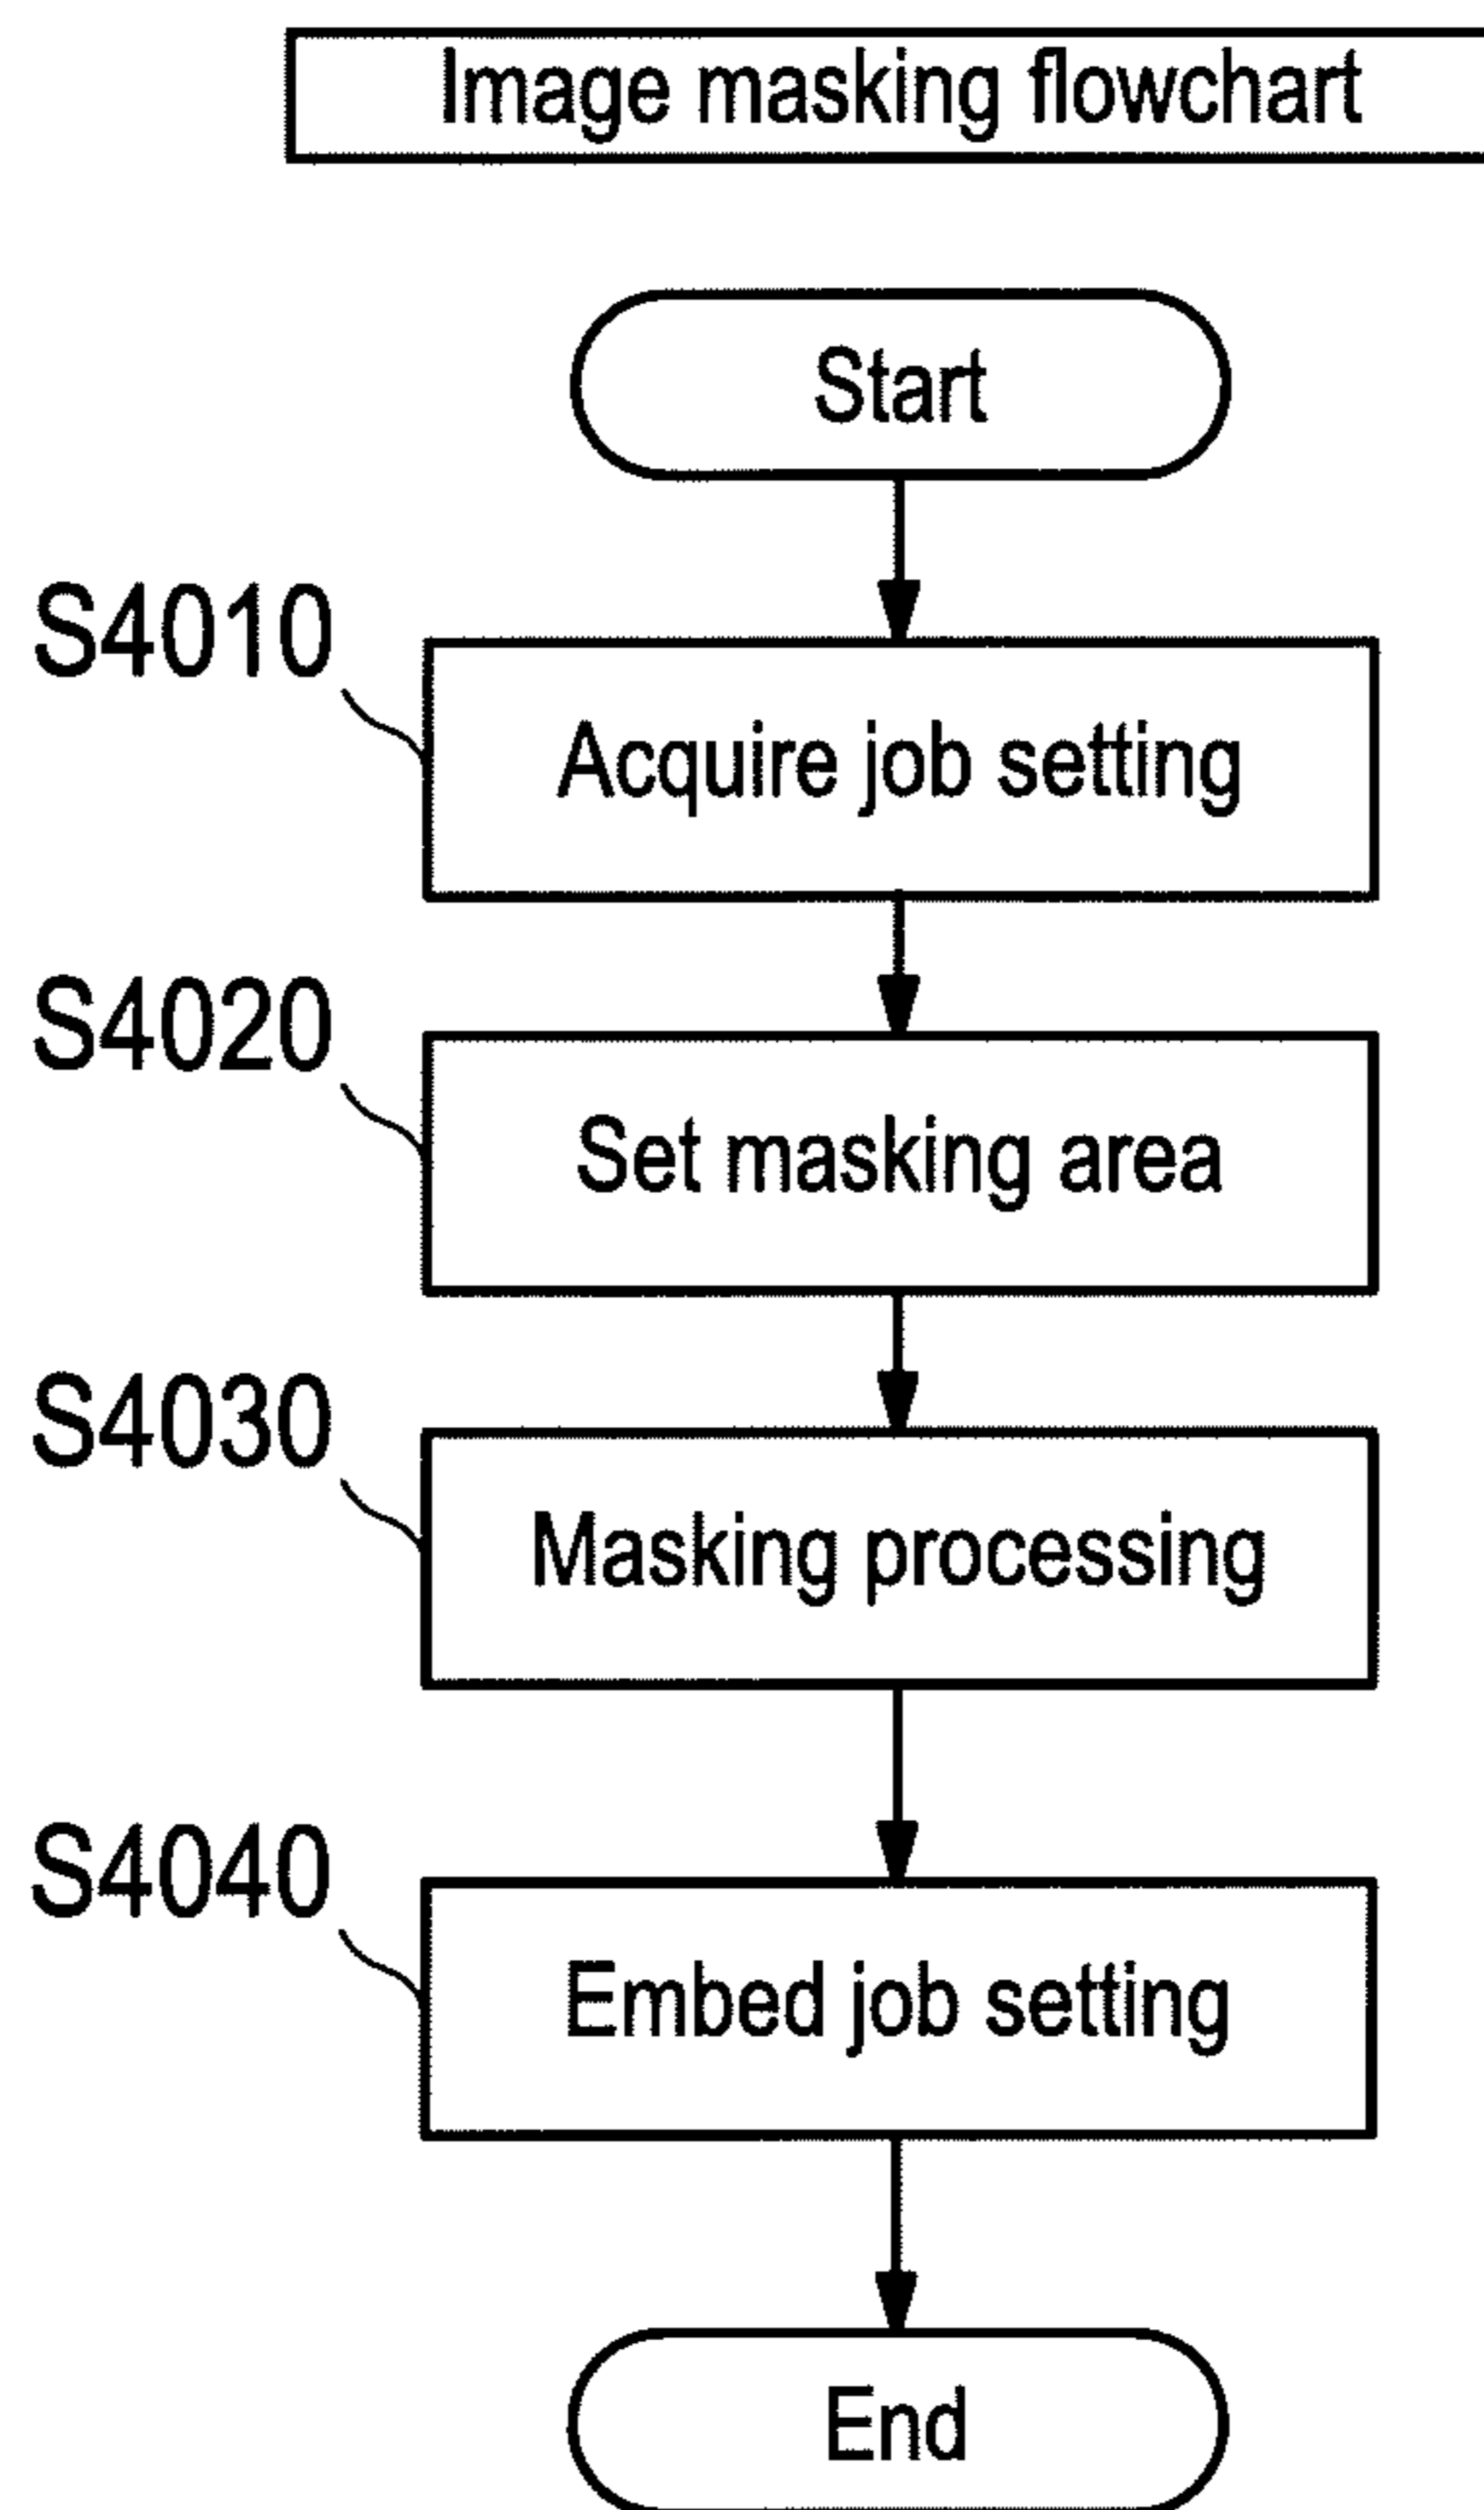 Image masking flowchart
Start
S4010
Acquire job setting
S4020
Set masking area
S4030
Masking processing
S4040
Embed job setting
End